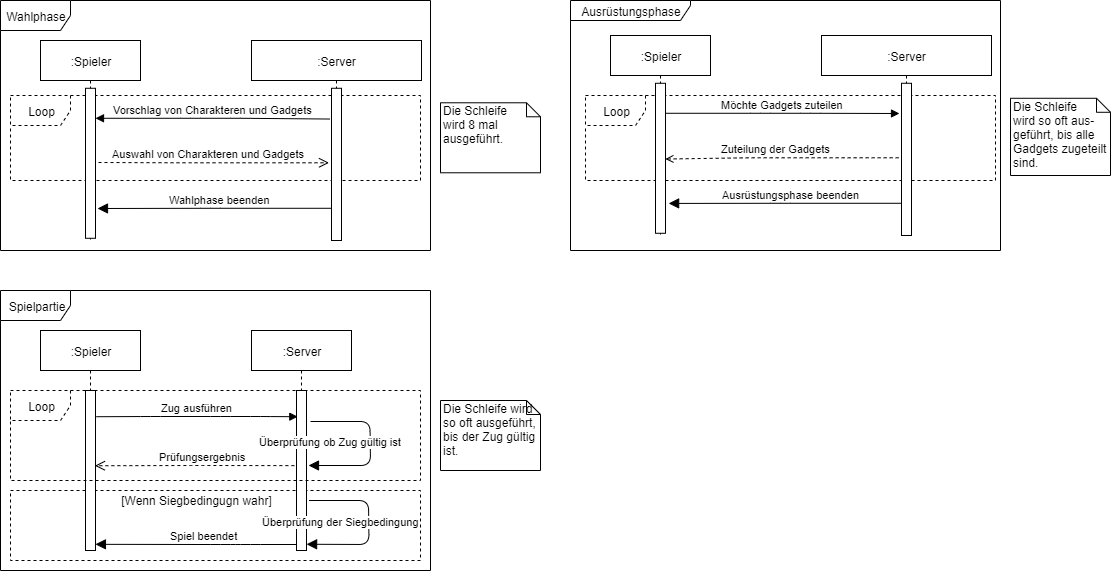 Wahlphase
:Spieler
:Server
Loop
Vorschlag von Charakteren und Gadgets
Auswahl von Charakteren und Gadgets
Wahlphase beenden
Die Schleife
wird 8 mal
ausgeführt.
Ausrüstungsphase
:Spieler
:Server
Loop
Möchte Gadgets zuteilen
Zuteilung der Gadgets
Ausrüstungsphase beenden
Die Schleife
wird so oft aus-
geführt, bis alle
Gadgets zugeteilt
sind.
Spielpartie
:Spieler
:Server
Loop
Zug ausführen
Überprüfung ob Zug gültig ist
Prüfungsergebnis
[Wenn Siegbedingugn wahr]
Überprüfung der Siegbedingung
Spiel beendet
Die Schleife wird
so oft ausgeführt,
bis der Zug gültig
ist.